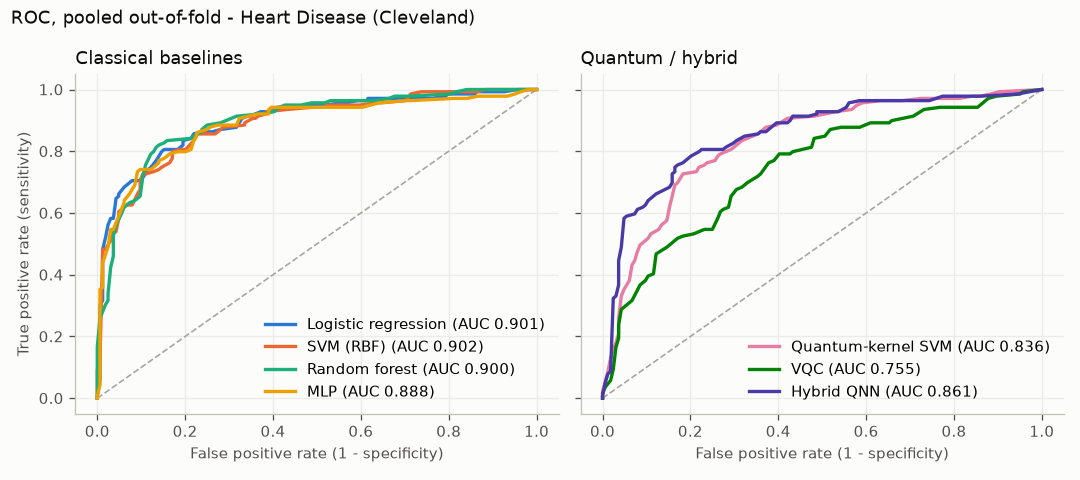 ROC, pooled out-of-fold - Heart Disease (Cleveland)
Classical baselines
True positive rate (sensitivity)
1.0
0.8
0.6
0.4
0.2
0.0
Logistic regression (AUC 0.901)
SVM (RBF) (AUC 0.902)
Random forest (AUC 0.900)
MLP (AUC 0.888)
0.0 0.2 0.4 0.6 0.8 1.0
False positive rate (1 - specificity)
Quantum / hybrid
Quantum-kernel SVM (AUC 0.836)
VQC (AUC 0.755)
Hybrid QNN (AUC 0.861)
0.0 0.2 0.4 0.6 0.8 1.0
False positive rate (1 - specificity)